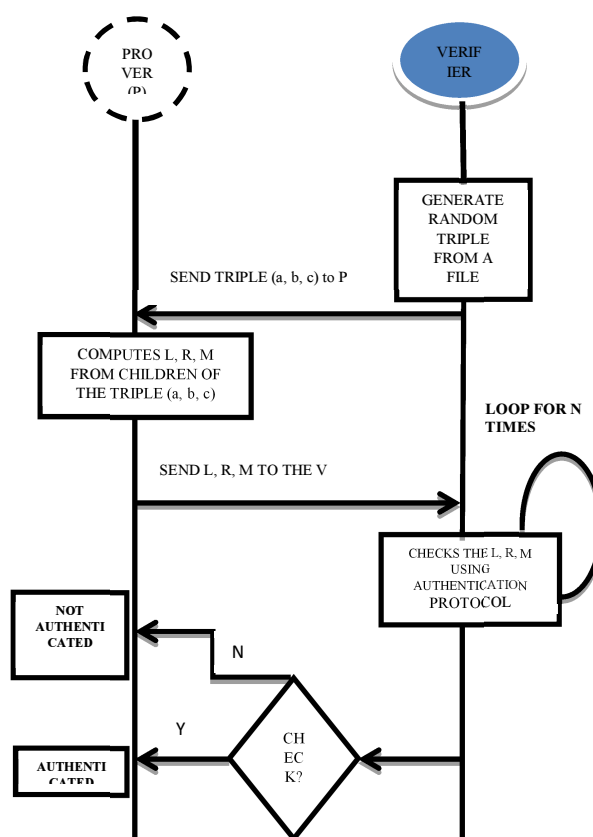 PRO
VER
(P)
VERIF
IER
GENERATE
RANDOM
TRIPLE
FROM A
FILE
SEND TRIPLE (a, b, c) to P
COMPUTES L, R, M
FROM CHILDREN OF
THE TRIPLE (a, b, c)
LOOP FOR N
TIMES
SEND L, R, M TO THE V
CHECKS THE L, R, M
USING
AUTHENTICATION
PROTOCOL
NOT
AUTHENTI
CATED
N
Y
CH
EC
K?
AUTHENTI
CATED